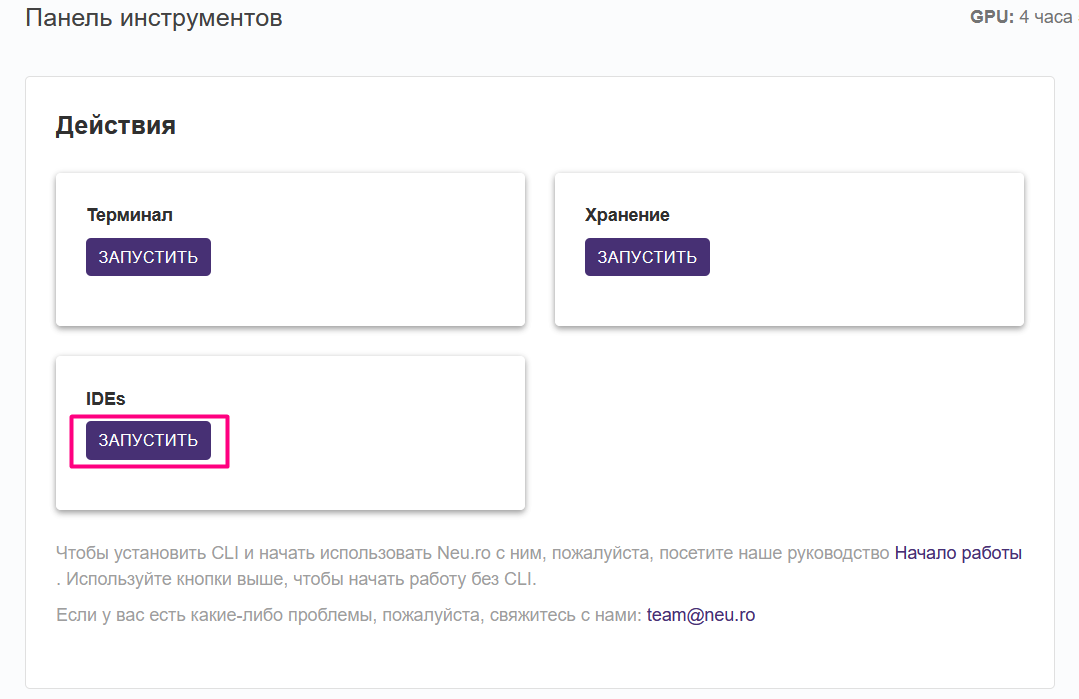 Панель инструментов
GPU: 4 часа
Действия
Терминал
ЗАПУСТИТЬ
Хранение
ЗАПУСТИТЬ
IDEs
ЗАПУСТИТЬ
Чтобы установить CLI и начать использовать Neu.ro с ним, пожалуйста, посетите наше руководство Начало работы
. Используйте кнопки выше, чтобы начать работу без CLI.
Если у вас есть какие-либо проблемы, пожалуйста, свяжитесь с нами: team@neu.ro